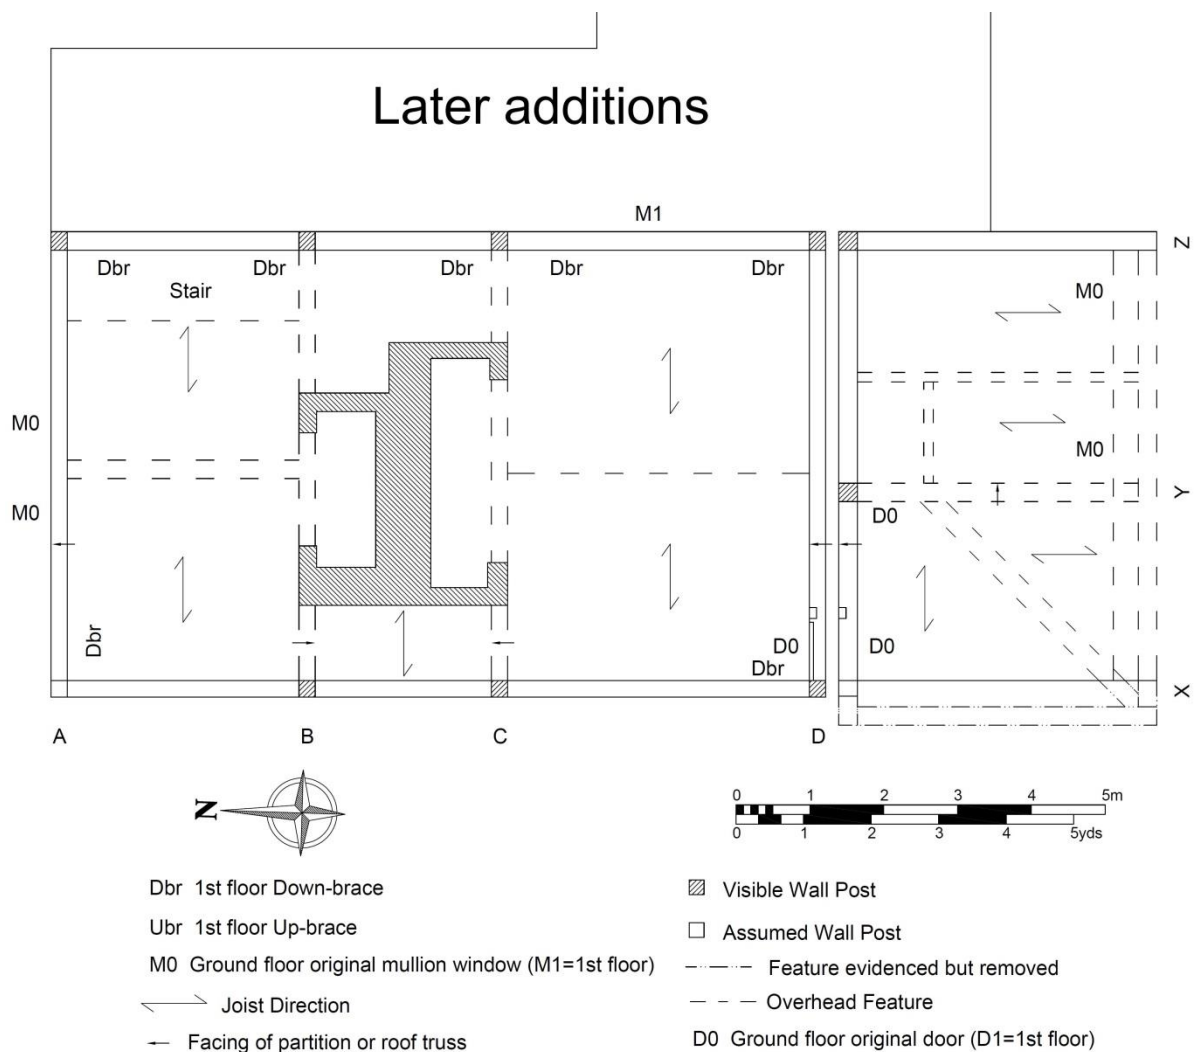 Later additions
M1
Z
Dbr Dbr Dbr Dbr Dbr
Stair
M0
M0
M0
M0
Y
D0
Dbr
D0
D0
Dbr
X
A B C D
N
0 1 2 3 4 5m
0 1 2 3 4 5yds
Dbr 1st floor Down-brace
Ubr 1st floor Up-brace
M0 Ground floor original mullion window (M1=1st floor)
Joist Direction
Facing of partition or roof truss
Visible Wall Post
Assumed Wall Post
Feature evidenced but removed
Overhead Feature
D0 Ground floor original door (D1=1st floor)